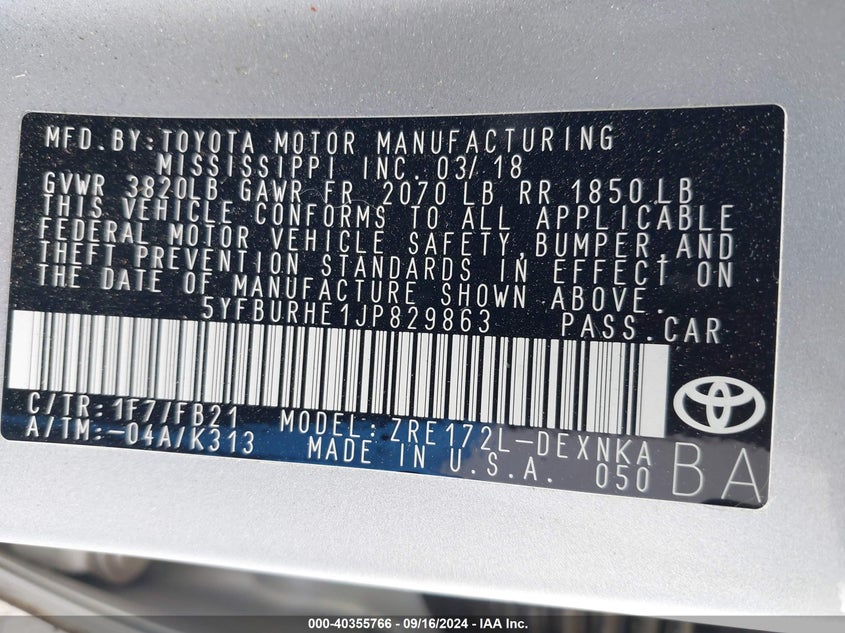 MFD.BY:TOYOTA MOTOR MANUFACTURING
MISSISSIPPI INC. 03/18
GVWR 3820LB GAWR FR 2070 LB RR 1850 LB
THIS VEHICLE CONFORMS TO ALL APPLICABLE
FEDERAL MOTOR VEHICLE SAFETY,BUMPER,AND
THEFT PREVENTION STANDARDS IN EFFECT ON
THE DATE OF MANUFACTURE SHOWN ABOVE.
5YFBURHE1JP829863 PASS.CAR
C/TR:1F7/FB21 MODEL:ZRE172L-DEXNKA
A/TM:-04A/K313 MADE IN U.S.A. 050
BA
000-40355766 - 09/16/2024 - IAA Inc.